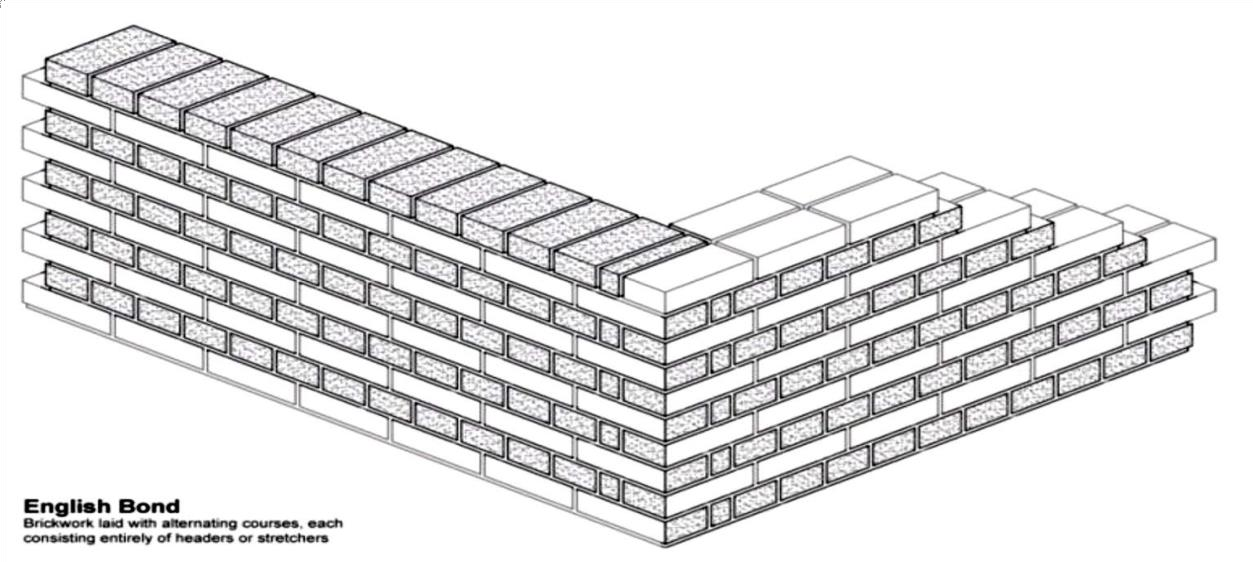 English Bond
Brickwork laid with alternating courses, each
consisting entirely of headers or stretchers